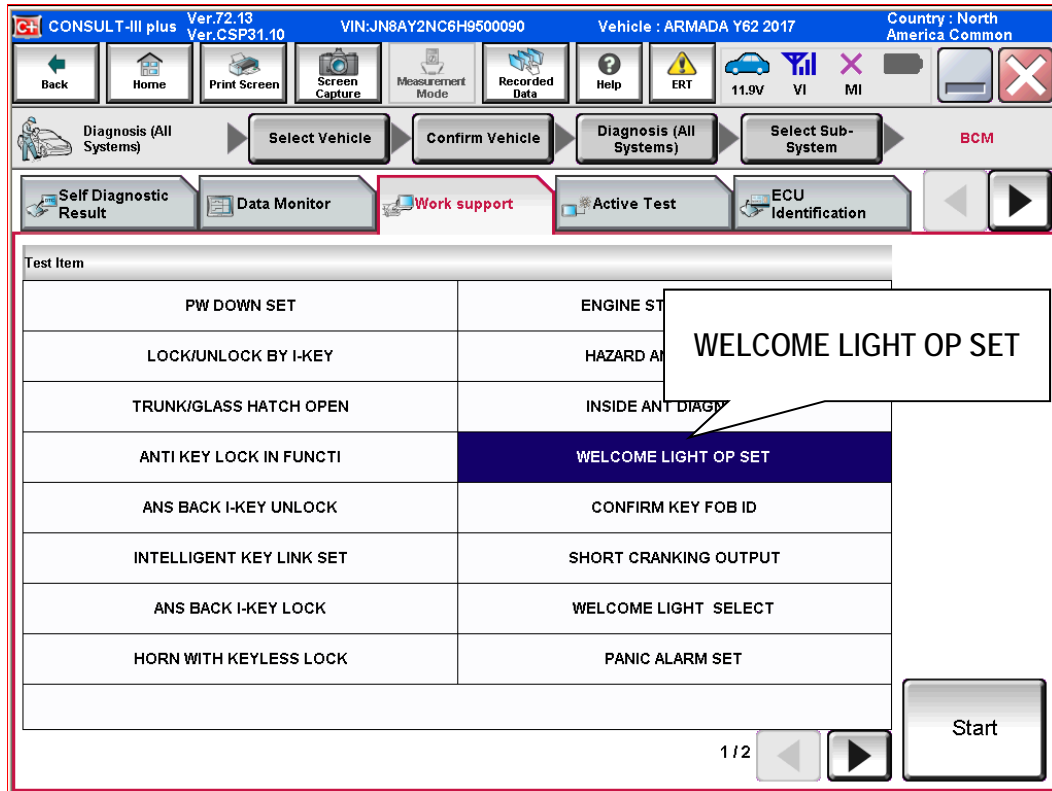 CONSULT-III plus Ver.72.13 VIN:JN8AY2NC6H9500090 Vehicle : ARMADA Y62 2017 Country : North
Ver.CSP31.10 America Common
Back Home Print Screen Screen Capture Measurement Mode Recorded Data Help ERT 11.9V VI MI
Diagnosis (All Systems) Select Vehicle Confirm Vehicle Diagnosis (All Systems) Select Sub-System BCM
Self Diagnostic Result Data Monitor Work support Active Test ECU Identification
Test Item
PW DOWN SET ENGINE ST
WELCOME LIGHT OP SET
LOCK/UNLOCK BY I-KEY HAZARD AN
TRUNK/GLASS HATCH OPEN INSIDE ANT DIAGN
ANTI KEY LOCK IN FUNCTI WELCOME LIGHT OP SET
ANS BACK I-KEY UNLOCK CONFIRM KEY FOB ID
INTELLIGENT KEY LINK SET SHORT CRANKING OUTPUT
ANS BACK I-KEY LOCK WELCOME LIGHT SELECT
HORN WITH KEYLESS LOCK PANIC ALARM SET
Start
1/2